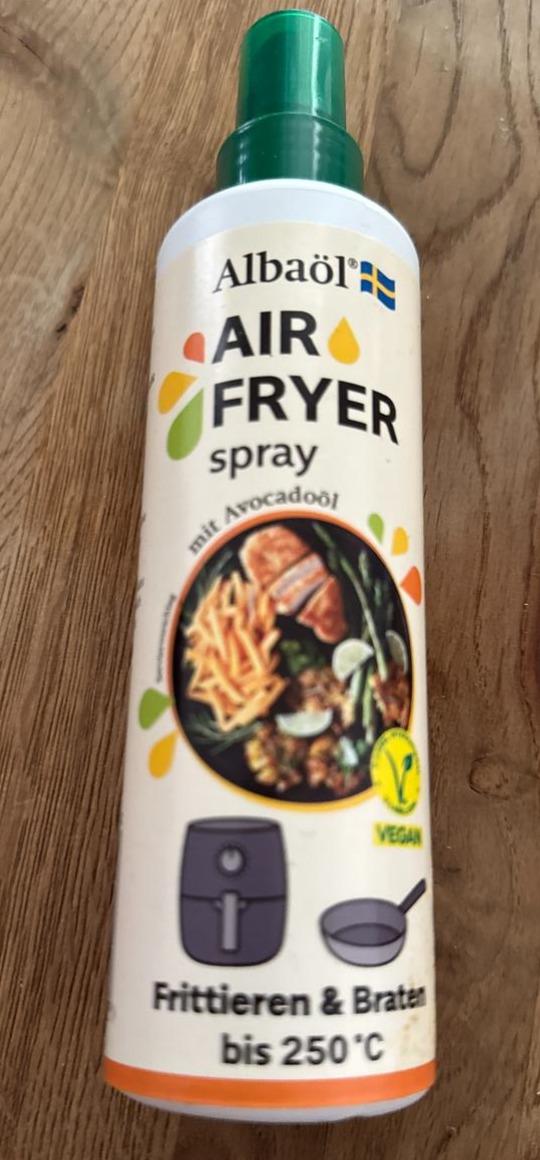 Albaöl®
AIR
FRYER
spray
mit Avocadoöl
VEGAN
Frittieren & Braten
bis 250°C